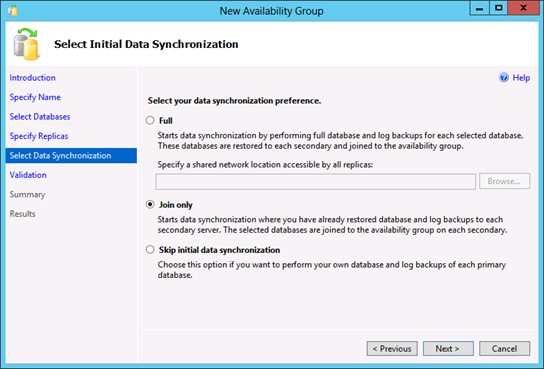 New Availability Group
Select Initial Data Synchronization
Help
Introduction
Specify Name
Select Databases
Specify Replicas
Select Data Synchronization
Validation
Summary
Results
Select your data synchronization preference.
Full
Starts data synchronization by performing full database and log backups for each selected database.
These databases are restored to each secondary and joined to the availability group.
Specify a shared network location accessible by all replicas:
Browse...
Join only
Starts data synchronization where you have already restored database and log backups to each
secondary server. The selected databases are joined to the availability group on each secondary.
Skip initial data synchronization
Choose this option if you want to perform your own database and log backups of each primary
database.
< Previous
Next >
Cancel